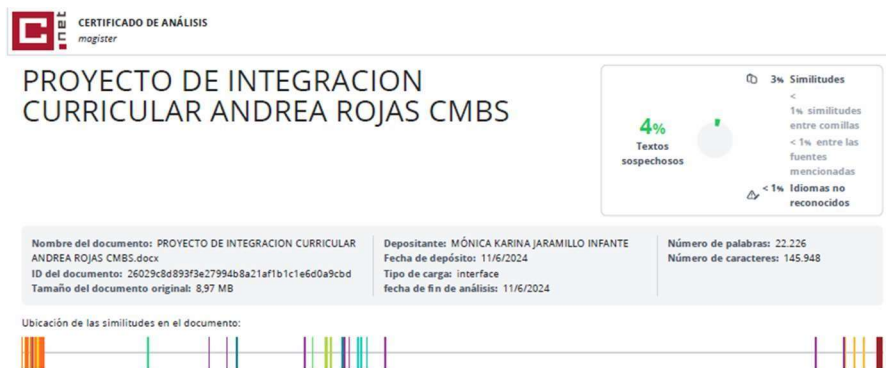 C.net
CERTIFICADO DE ANÁLISIS
magister
PROYECTO DE INTEGRACION
CURRICULAR ANDREA ROJAS CMBS
4%
Textos
sospechosos
3% Similitudes
<
1% similitudes
entre comillas
< 1% entre las
fuentes
mencionadas
< 1% Idiomas no
reconocidos
Nombre del documento: PROYECTO DE INTEGRACION CURRICULAR
ANDREA ROJAS CMBS.docx
ID del documento: 26029c8d893f3e27994b8a21af1b1c1e6d0a9cbd
Tamaño del documento original: 8,97 MB
Depositante: MÓNICA KARINA JARAMILLO INFANTE
Fecha de depósito: 11/6/2024
Tipo de carga: interface
fecha de fin de análisis: 11/6/2024
Número de palabras: 22.226
Número de caracteres: 145.948
Ubicación de las similitudes en el documento: